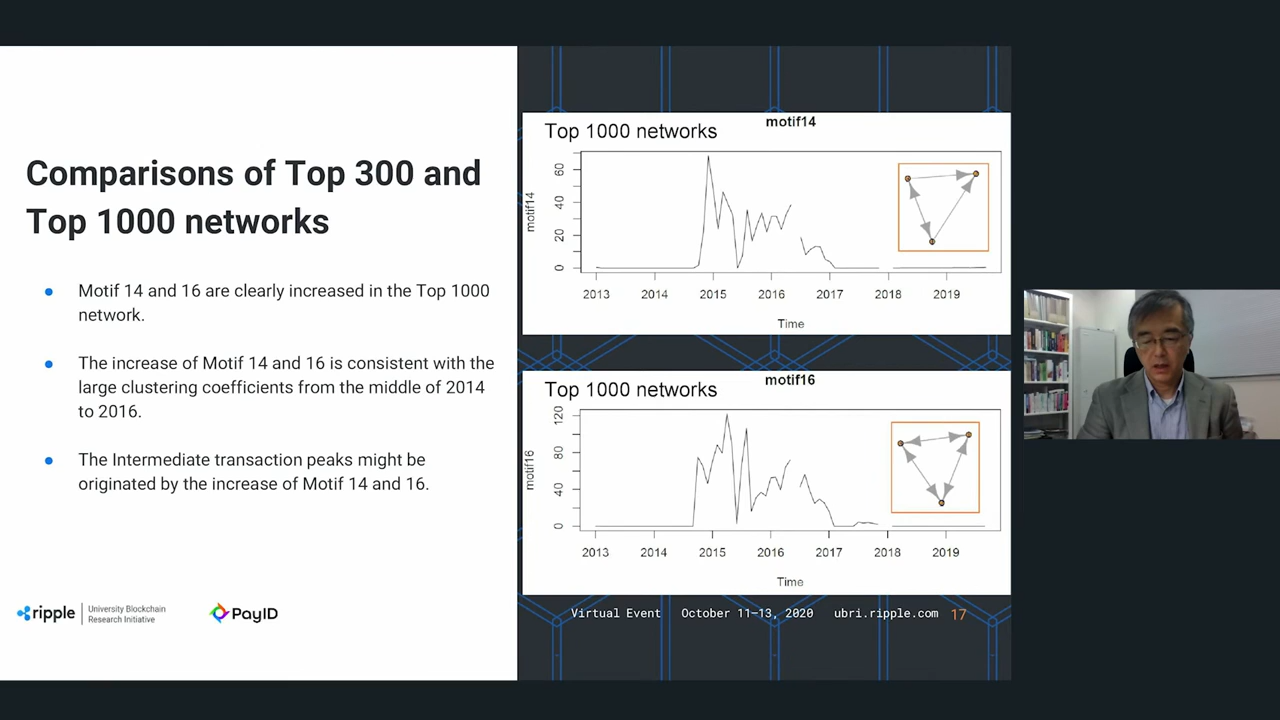 Comparisons of Top 300 and
Top 1000 networks
Motif 14 and 16 are clearly increased in the Top 1000
network.
The increase of Motif 14 and 16 is consistent with the
large clustering coefficients from the middle of 2014
to 2016.
The Intermediate transaction peaks might be
originated by the increase of Motif 14 and 16.
ripple
University Blockchain
Research Initiative
PayID
Top 1000 networks
motif14
motif14
0 20 40 60
2013 2014 2015 2016 2017 2018 2019
Time
Top 1000 networks
motif16
motif16
0 40 80 120
2013 2014 2015 2016 2017 2018 2019
Time
Virtual Event October 11-13, 2020 ubri.ripple.com 17